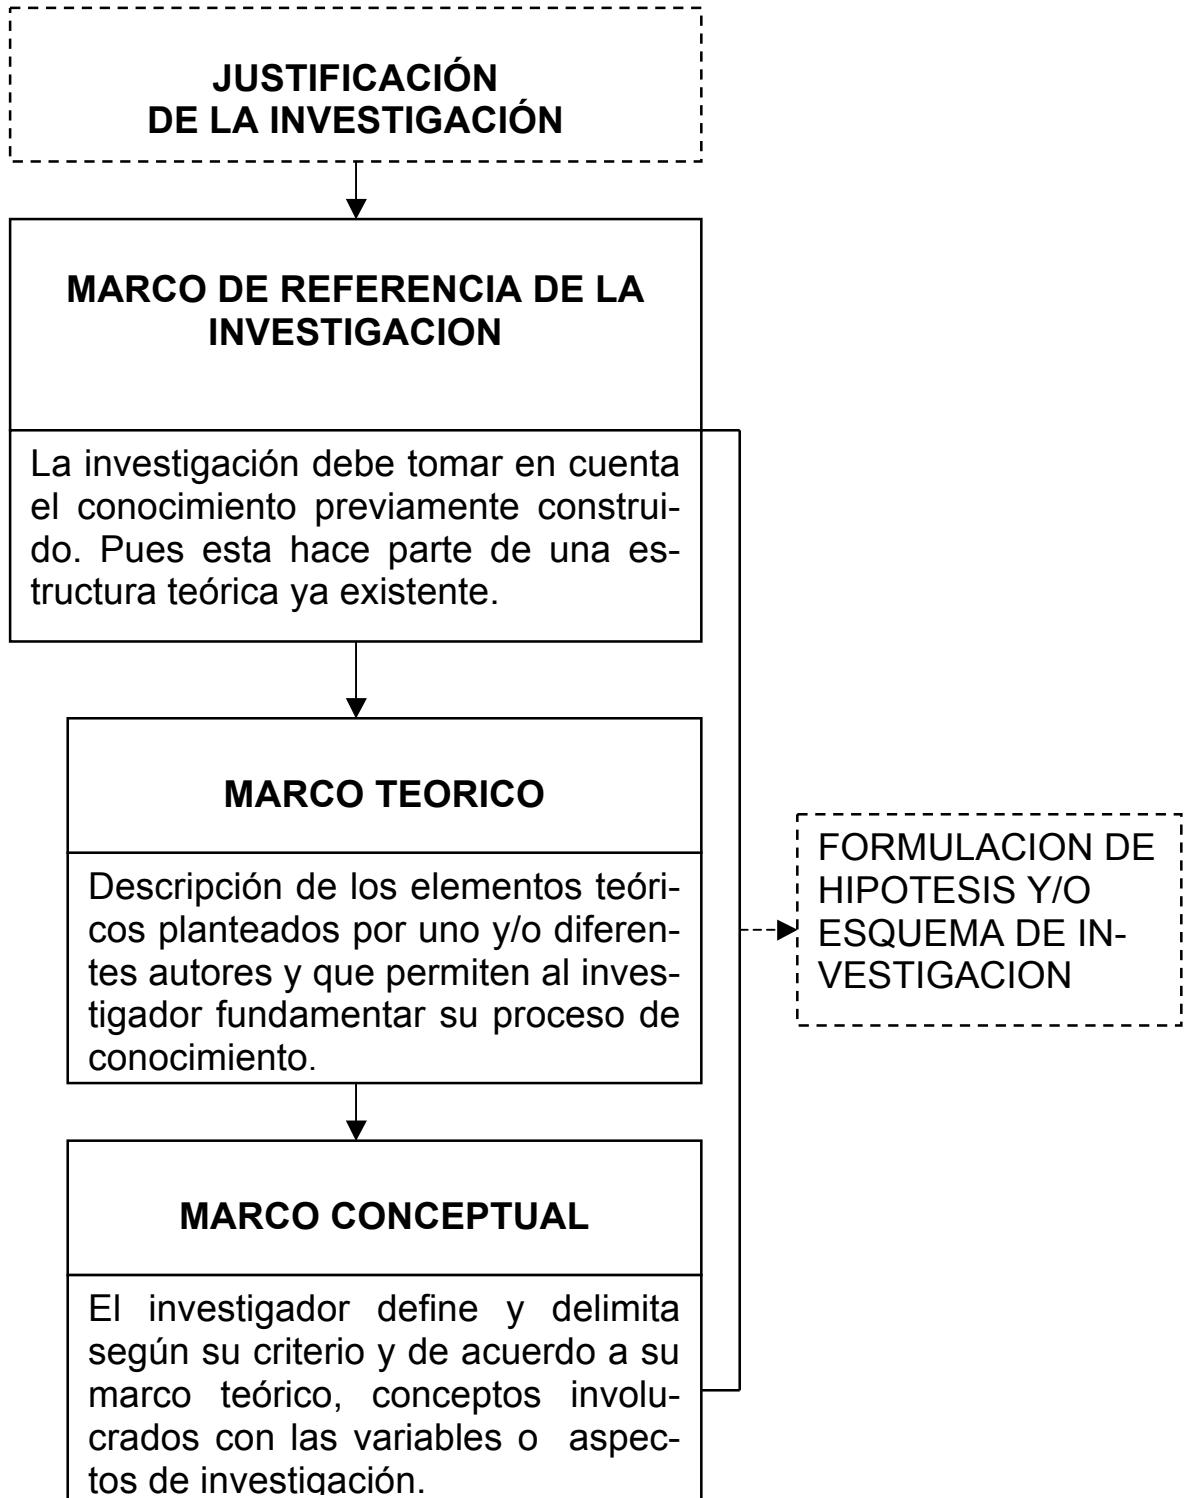 JUSTIFICACIÓN
DE LA INVESTIGACIÓN
MARCO DE REFERENCIA DE LA
INVESTIGACION
La investigación debe tomar en cuenta
el conocimiento previamente construi-
do. Pues esta hace parte de una es-
tructura teórica ya existente.
MARCO TEORICO
Descripción de los elementos teóri-
cos planteados por uno y/o diferen-
tes autores y que permiten al inves-
tigador fundamentar su proceso de
conocimiento.
MARCO CONCEPTUAL
El investigador define y delimita
según su criterio y de acuerdo a su
marco teórico, conceptos involu-
crados con las variables o aspec-
tos de investigación.
FORMULACION DE
HIPOTESIS Y/O
ESQUEMA DE IN-
VESTIGACION